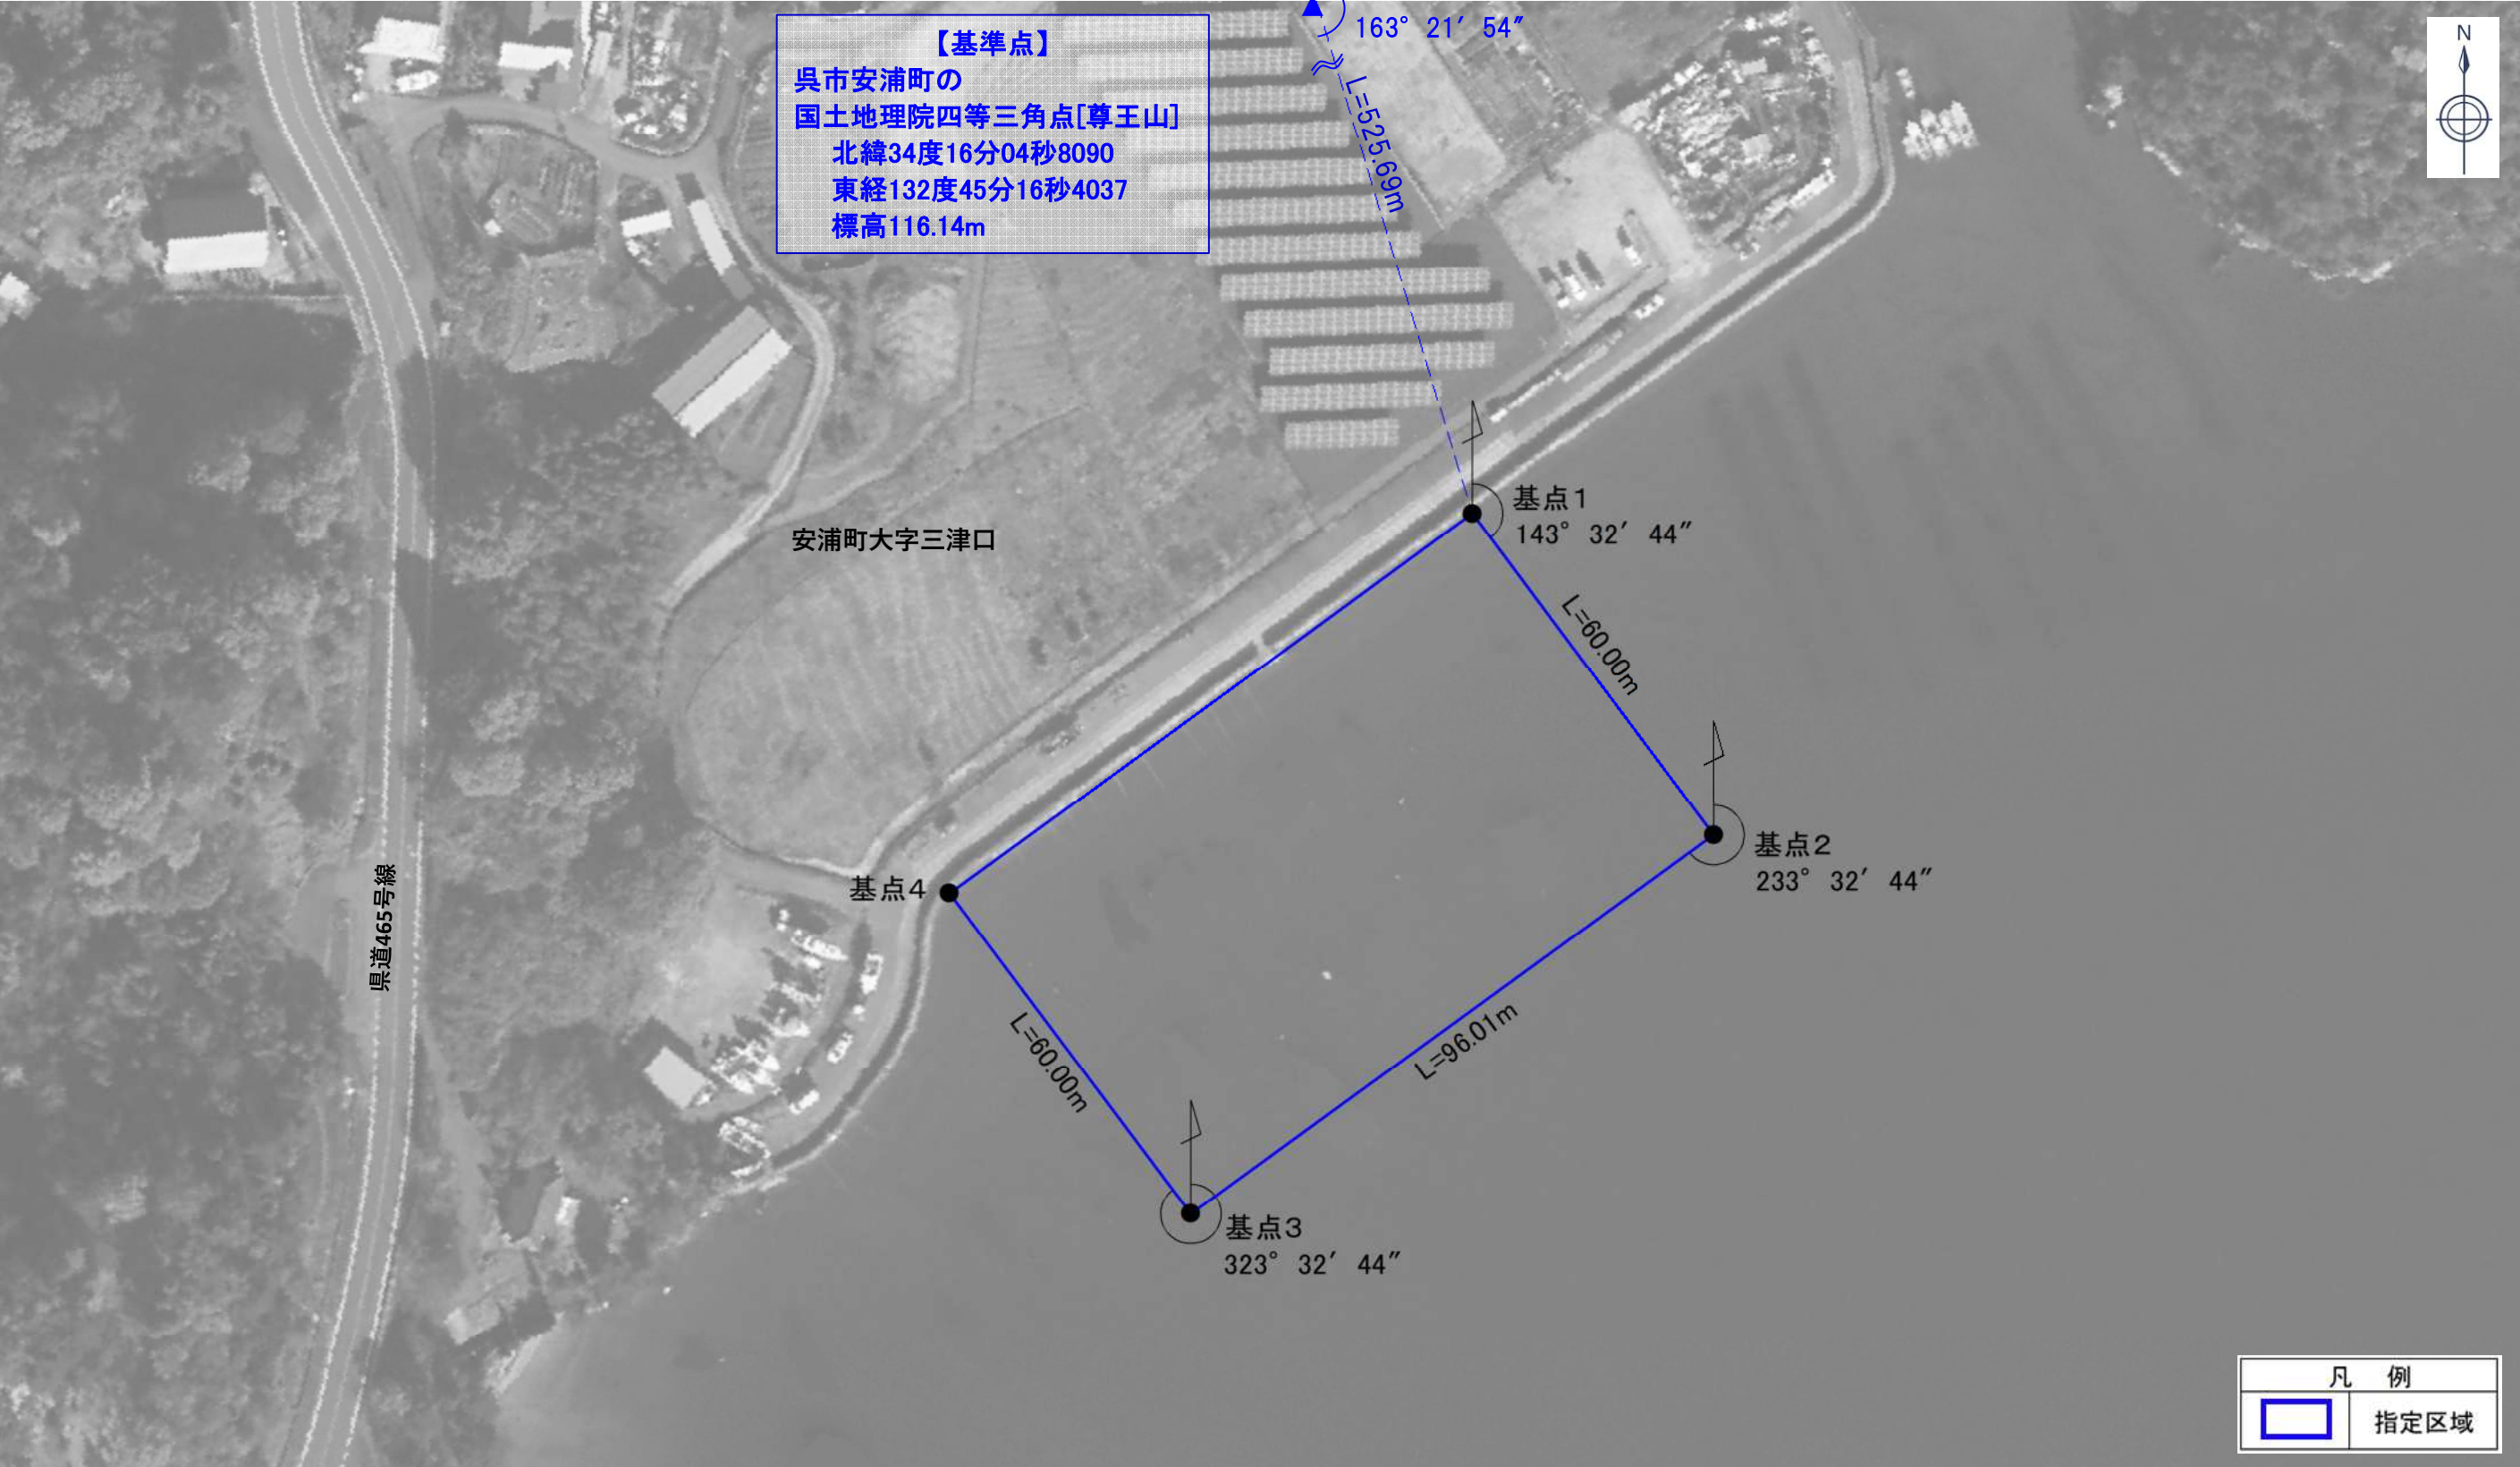 163° 21′ 54″
【基準点】
呉市安浦町の
国土地理院四等三角点[尊王山]
北緯34度16分04秒8090
東経132度45分16秒4037
標高116.14m
N
L=525.69m
基点1
143° 32′ 44″
安浦町大字三津口
L=60.00m
基点2
233° 32′ 44″
基点4
県道465号線
L=96.01m
L=60.00m
基点3
323° 32′ 44″
凡 例
指定区域